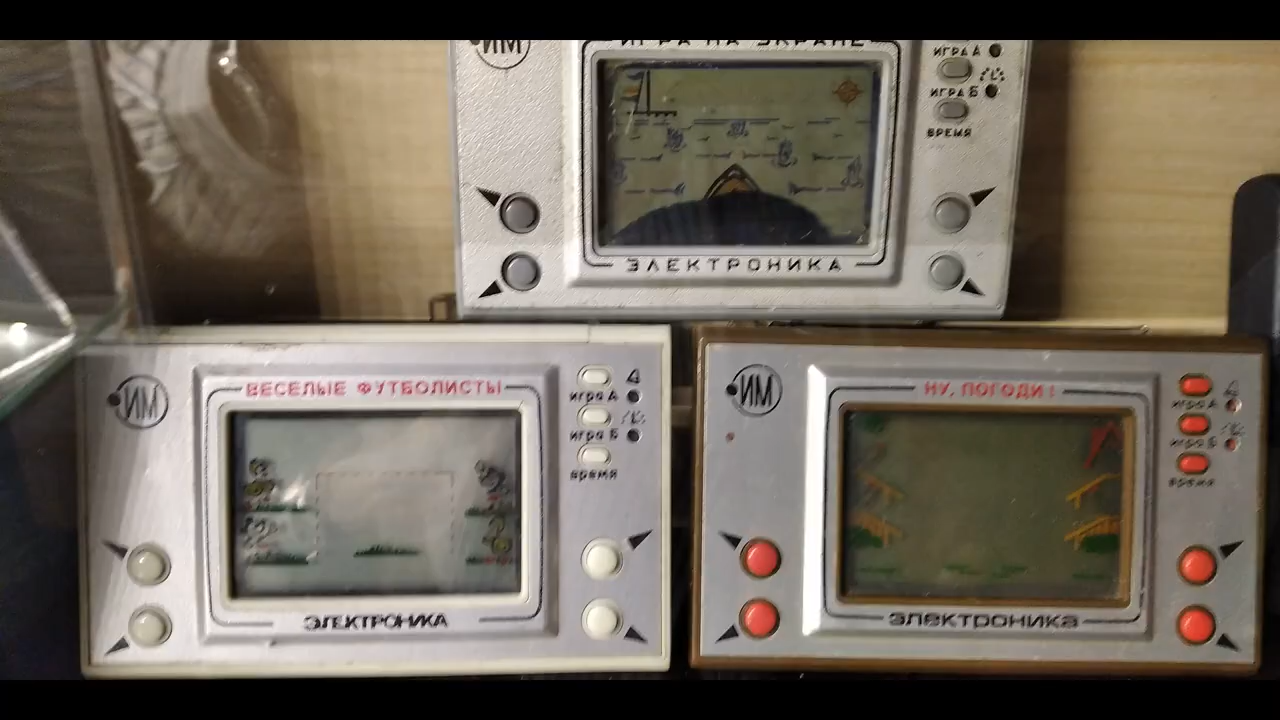 ИМ
ИГРА НА ЭКРАНЕ
ИГРА А
ИГРА Б
ВРЕМЯ
ЭЛЕКТРОНИКА
ИМ
ВЕСЕЛЫЕ ФУТБОЛИСТЫ
игра А
игра Б
время
ЭЛЕКТРОНИКА
ИМ
НУ, ПОГОДИ!
игра А
игра Б
время
электроника